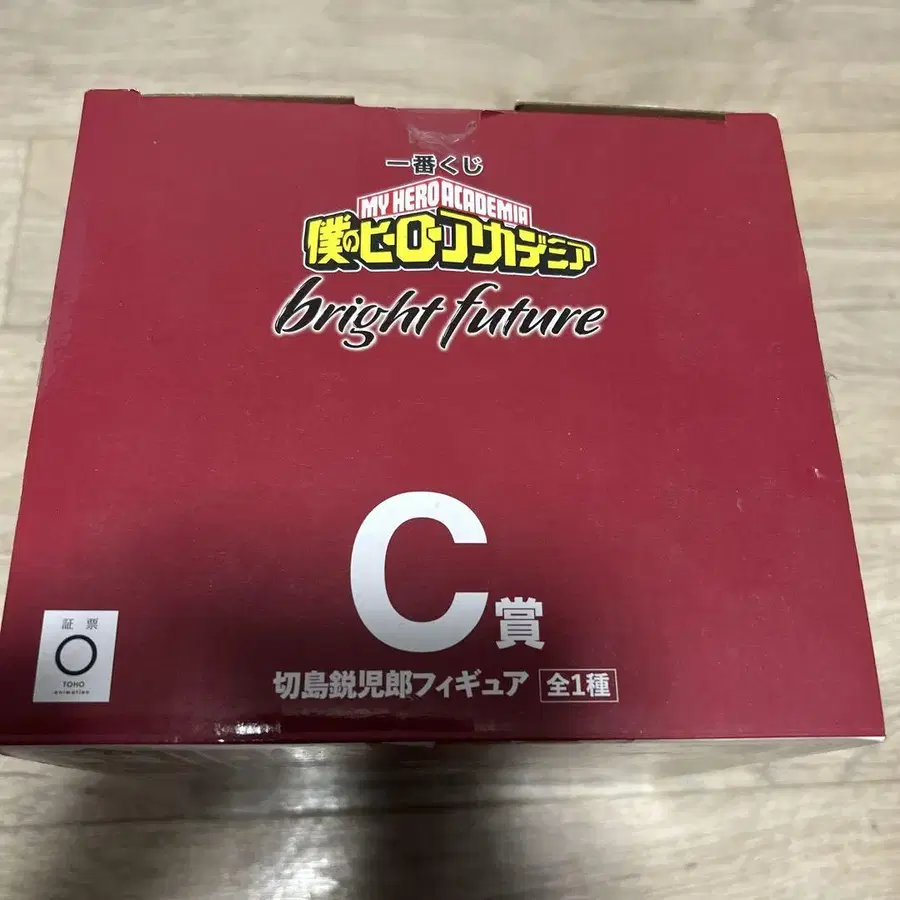 一番くじ
MY HERO ACADEMIA
僕のヒーローアカデミア
bright future
C賞
切島鋭児郎フィギュア 全1種
証票
TOHO
animation